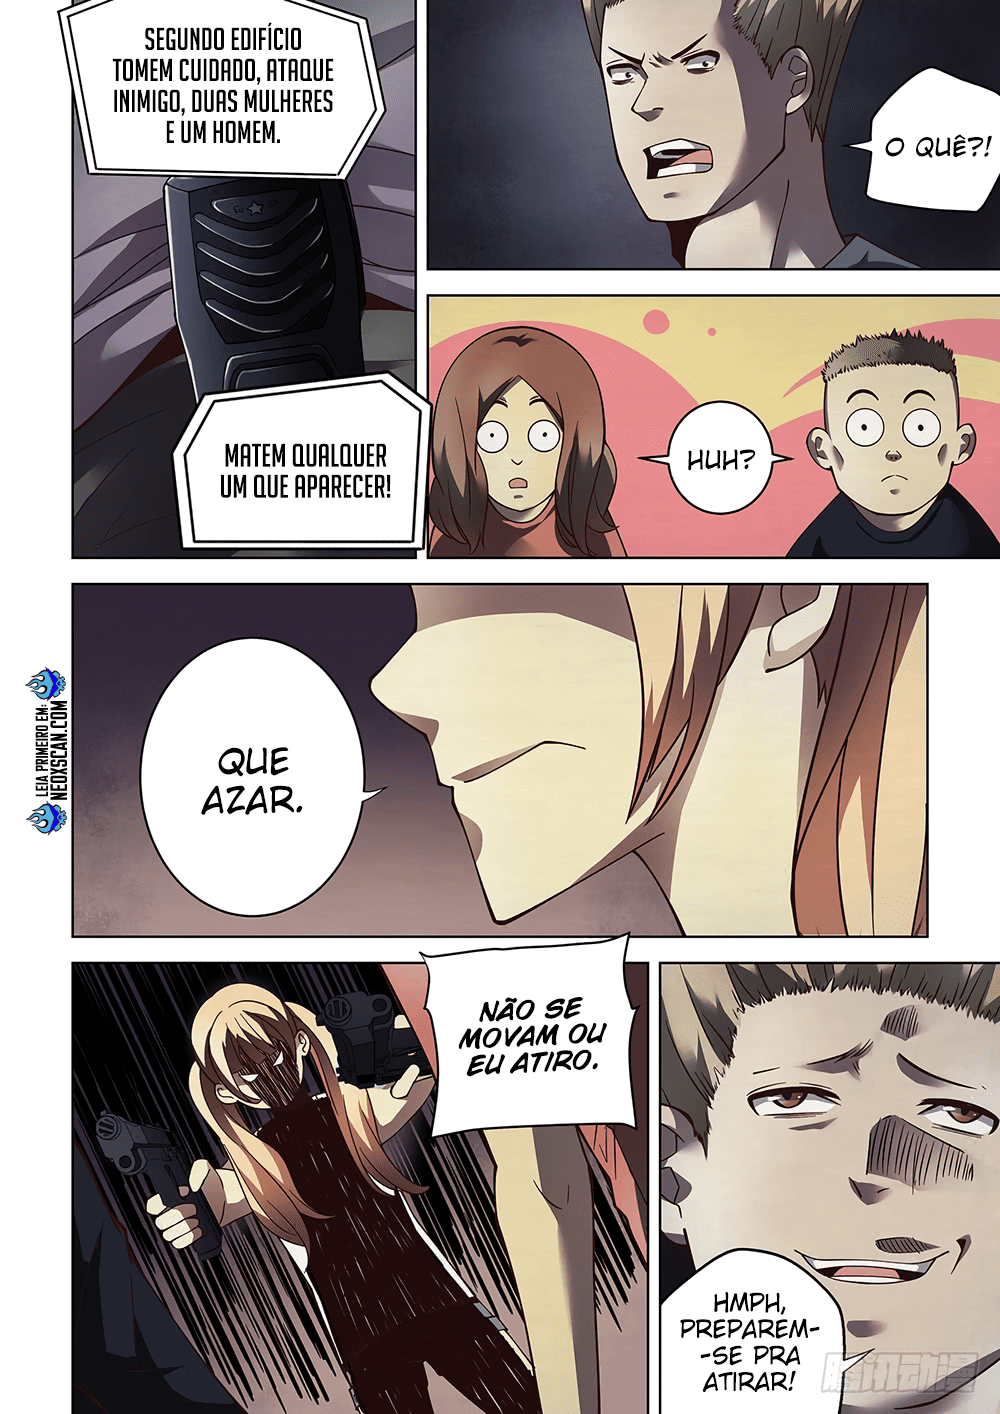 SEGUNDO EDIFÍCIO
TOMEM CUIDADO, ATAQUE
INIMIGO, DUAS MULHERES
E UM HOMEM.
O QUÊ?!
MATEM QUALQUER
UM QUE APARECER!
HUH?
QUE
AZAR.
LEIA PRIMEIRO EM:
NEOXSCAN.COM
NÃO SE
MOVAM OU
EU ATIRO.
HMPH,
PREPAREM-
-SE PRA
ATIRAR!